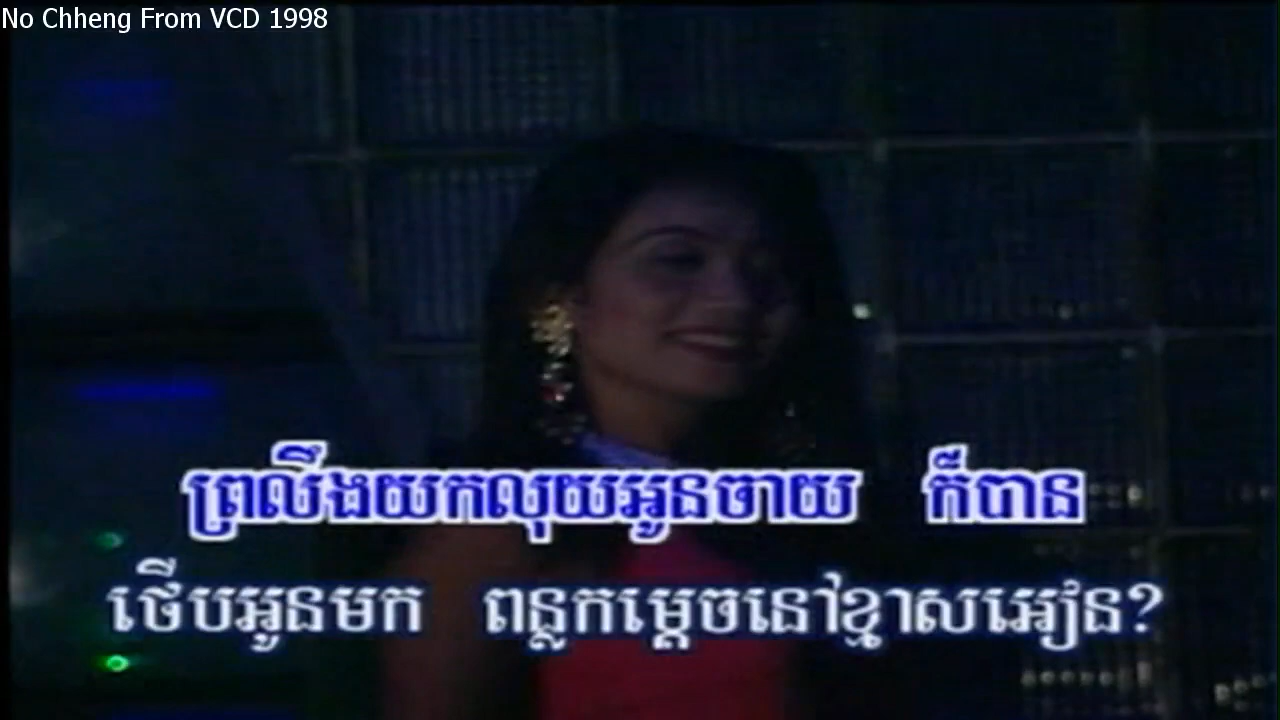 No Chheng From VCD 1998
ព្រលឹងយកលុយអូនចាយ ក៏បាន
ថើបអូនមក ពន្លកម្ដេចនៅខ្មាសអៀន?